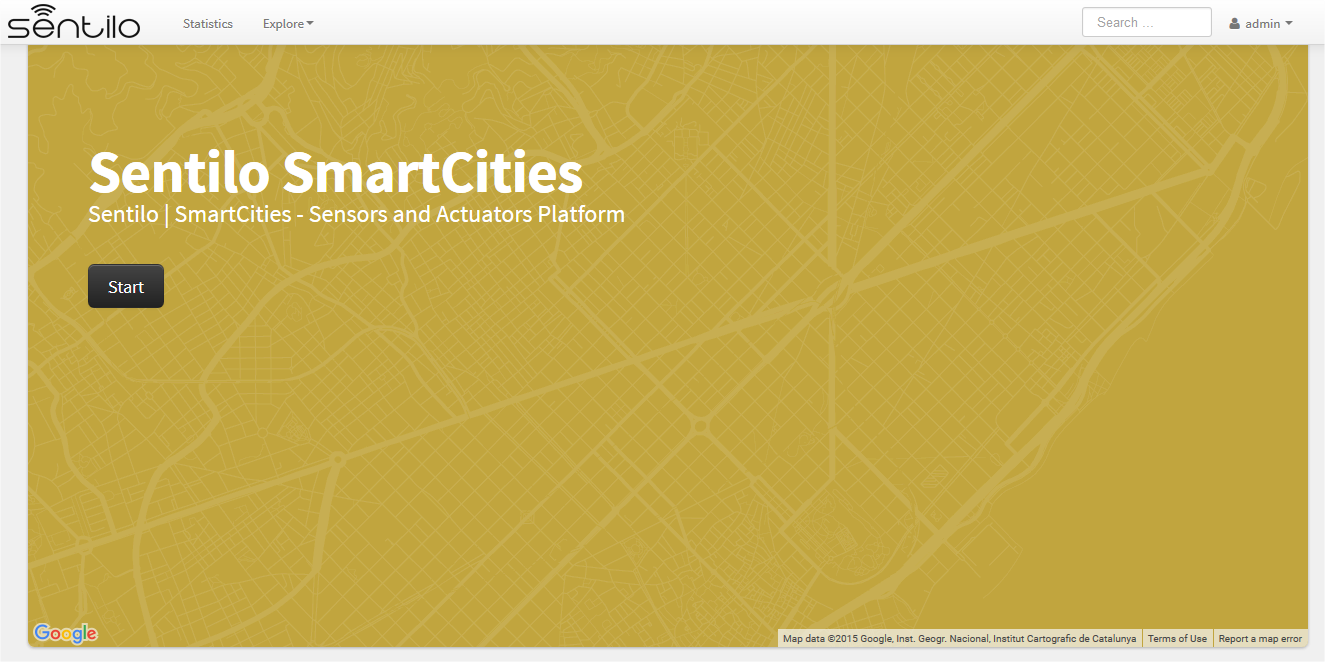 sentilo Statistics Explore Search ... admin
Sentilo SmartCities
Sentilo | SmartCities - Sensors and Actuators Platform
Start
Google Map data ©2015 Google, Inst. Geogr. Nacional, Institut Cartografic de Catalunya Terms of Use Report a map error